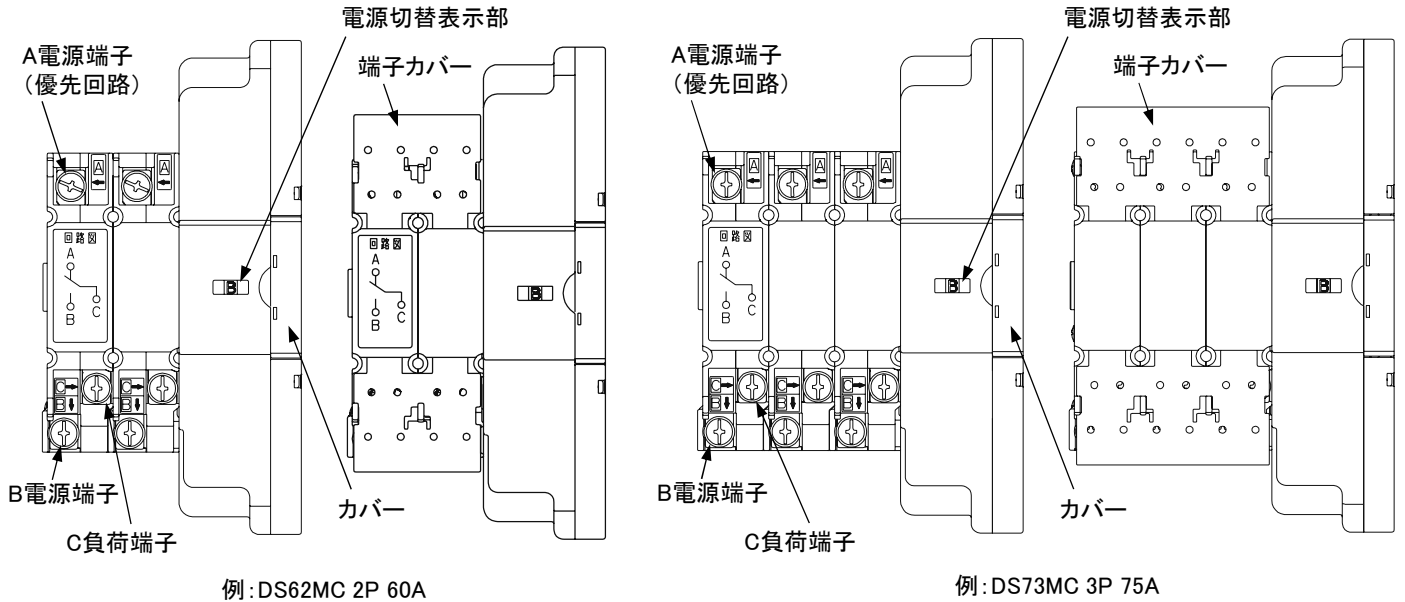 電源切替表示部
A電源端子
（優先回路）
端子カバー
A
A
回路図
A
B
C
B
回路図
A
B
C
B
C
B
C
B
B電源端子
C負荷端子
カバー
例：DS62MC 2P 60A
電源切替表示部
A電源端子
（優先回路）
端子カバー
A
A
A
回路図
A
B
C
B
B
C
B
C
B
C
B
B電源端子
C負荷端子
カバー
例：DS73MC 3P 75A